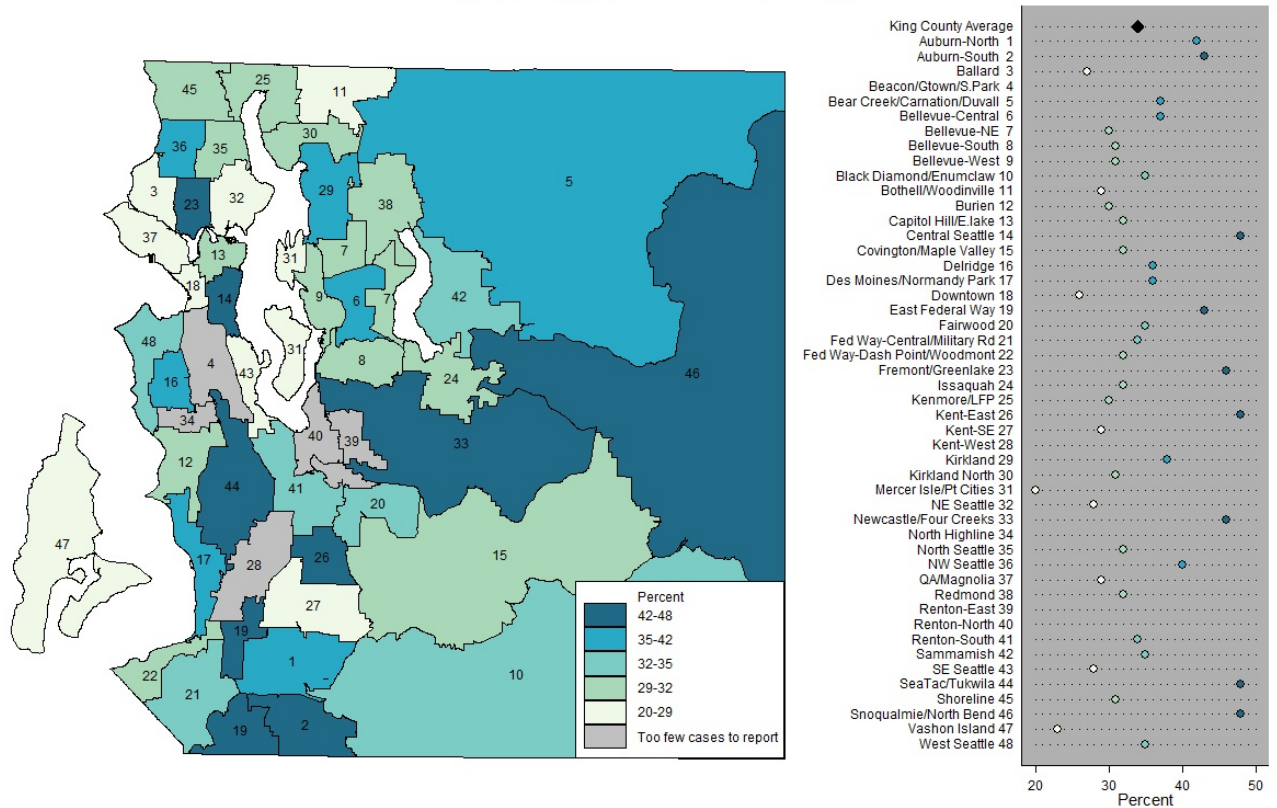 45
25
11
30
36
35
29
5
3
23
32
38
37
13
31
7
18
14
9
6
7
42
48
4
43
31
8
16
24
46
34
40
39
33
12
44
41
20
47
17
28
26
15
27
19
1
22
21
10
19
2
Percent
42-48
35-42
32-35
29-32
20-29
Too few cases to report
King County Average
Auburn-North 1
Auburn-South 2
Ballard 3
Beacon/Gtown/S.Park 4
Bear Creek/Carnation/Duvall 5
Bellevue-Central 6
Bellevue-NE 7
Bellevue-South 8
Bellevue-West 9
Black Diamond/Enumclaw 10
Bothell/Woodinville 11
Burien 12
Capitol Hill/E.lake 13
Central Seattle 14
Covington/Maple Valley 15
Delridge 16
Des Moines/Normandy Park 17
Downtown 18
East Federal Way 19
Fairwood 20
Fed Way-Central/Military Rd 21
Fed Way-Dash Point/Woodmont 22
Fremont/Greenlake 23
Issaquah 24
Kenmore/LFP 25
Kent-East 26
Kent-SE 27
Kent-West 28
Kirkland 29
Kirkland North 30
Mercer Isle/Pt Cities 31
NE Seattle 32
Newcastle/Four Creeks 33
North Highline 34
North Seattle 35
NW Seattle 36
QA/Magnolia 37
Redmond 38
Renton-East 39
Renton-North 40
Renton-South 41
Sammamish 42
SE Seattle 43
SeaTac/Tukwila 44
Shoreline 45
Snoqualmie/North Bend 46
Vashon Island 47
West Seattle 48
20 30 40 50
Percent